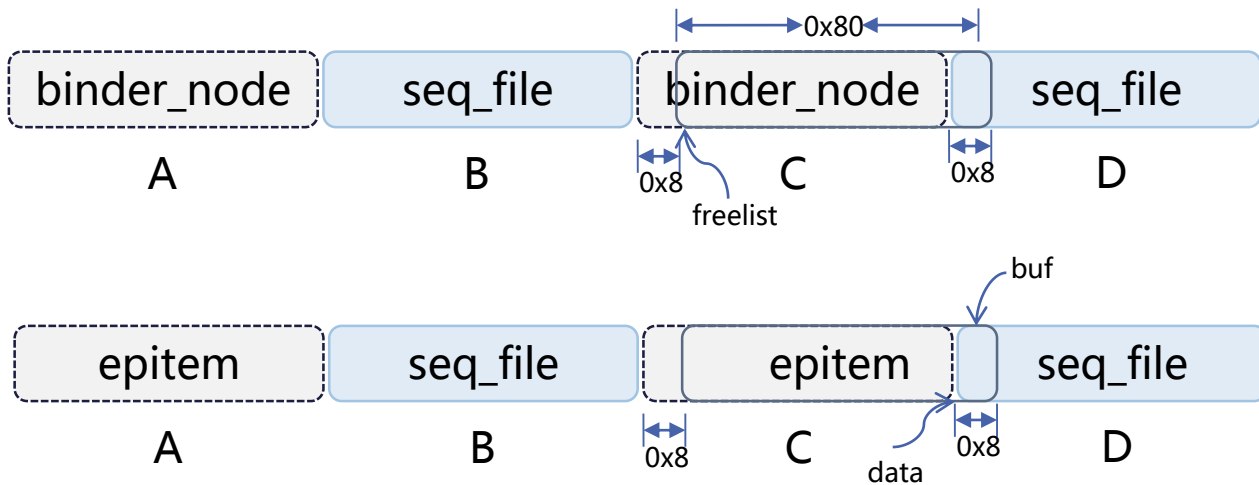 0x80
binder_node seq_file binder_node seq_file
A B 0x8 C 0x8 D
freelist
buf
epitem seq_file epitem seq_file
A B 0x8 C 0x8 D
data